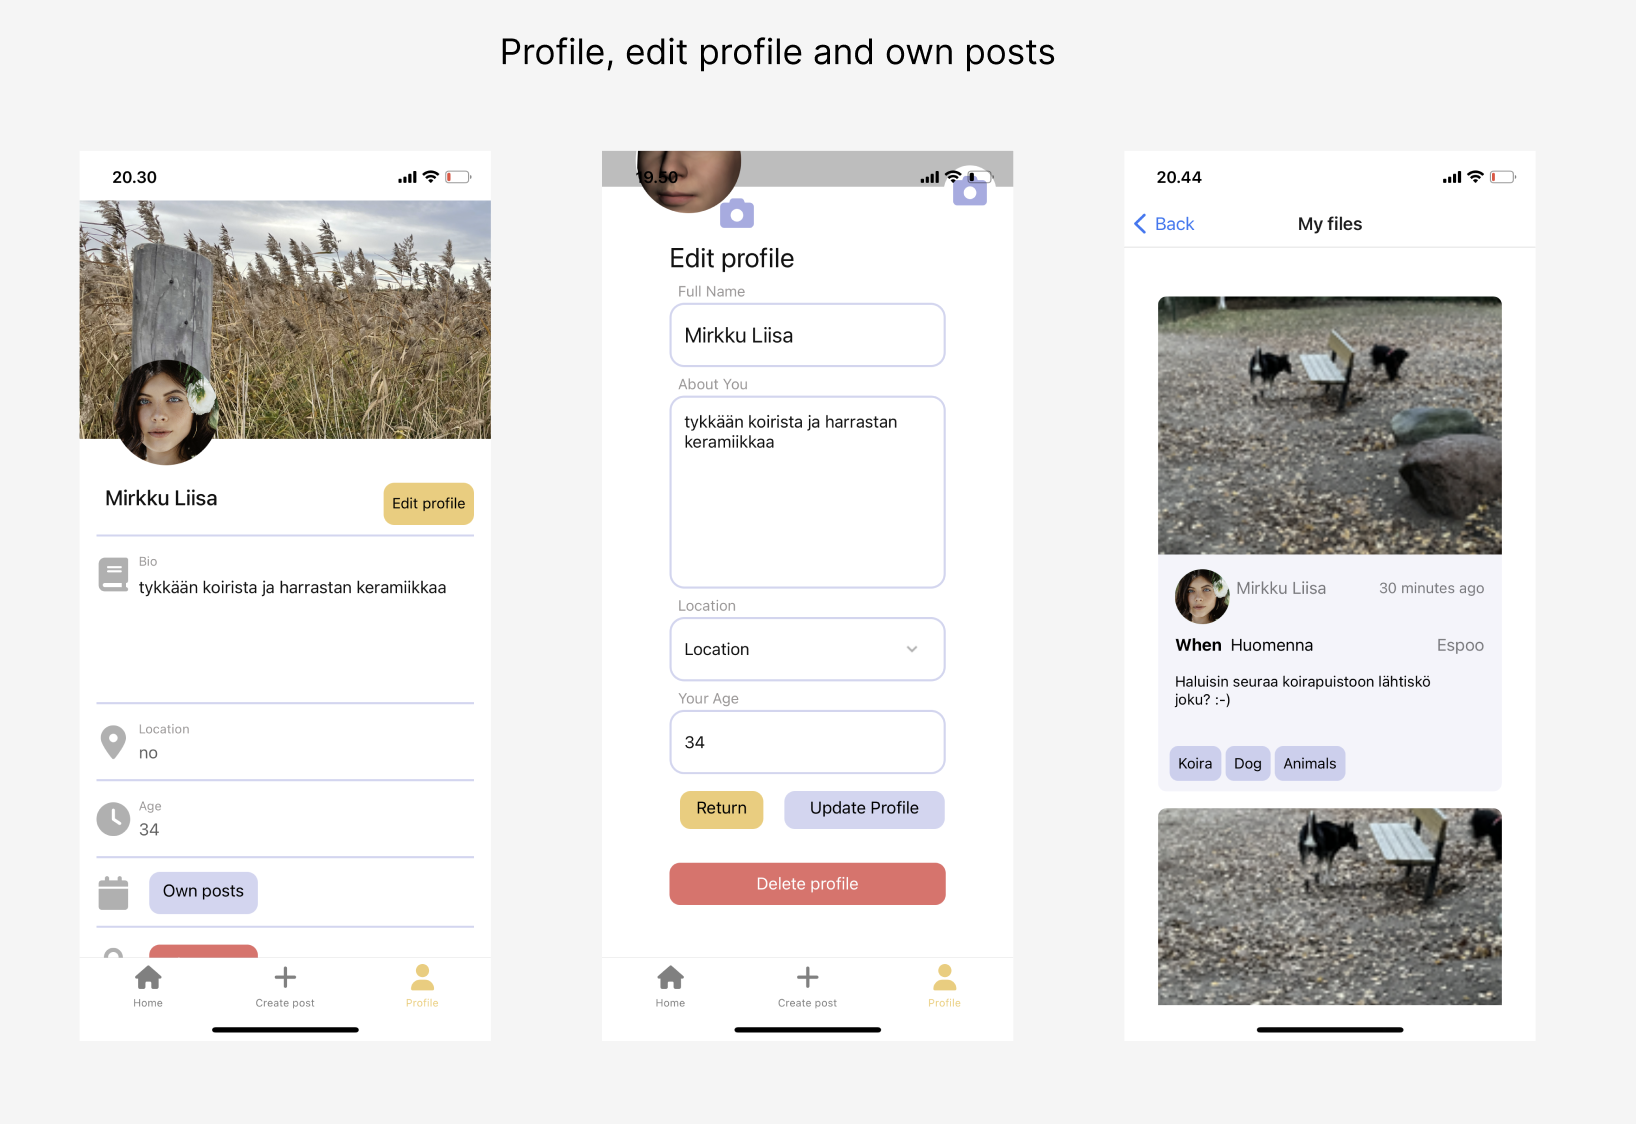 Profile, edit profile and own posts
20.30
Mirkku Liisa
Edit profile
Bio
tykkään koirista ja harrastan keramiikkaa
Location
no
Age
34
Own posts
Home
Create post
Profile
19.50
Edit profile
Full Name
Mirkku Liisa
About You
tykkään koirista ja harrastan
keramiikkaa
Location
Location
Your Age
34
Return
Update Profile
Delete profile
Home
Create post
Profile
20.44
Back
My files
Mirkku Liisa
30 minutes ago
When Huomenna
Espoo
Haluisin seuraa koirapuistoon lähtiskö
joku? :-)
Koira
Dog
Animals